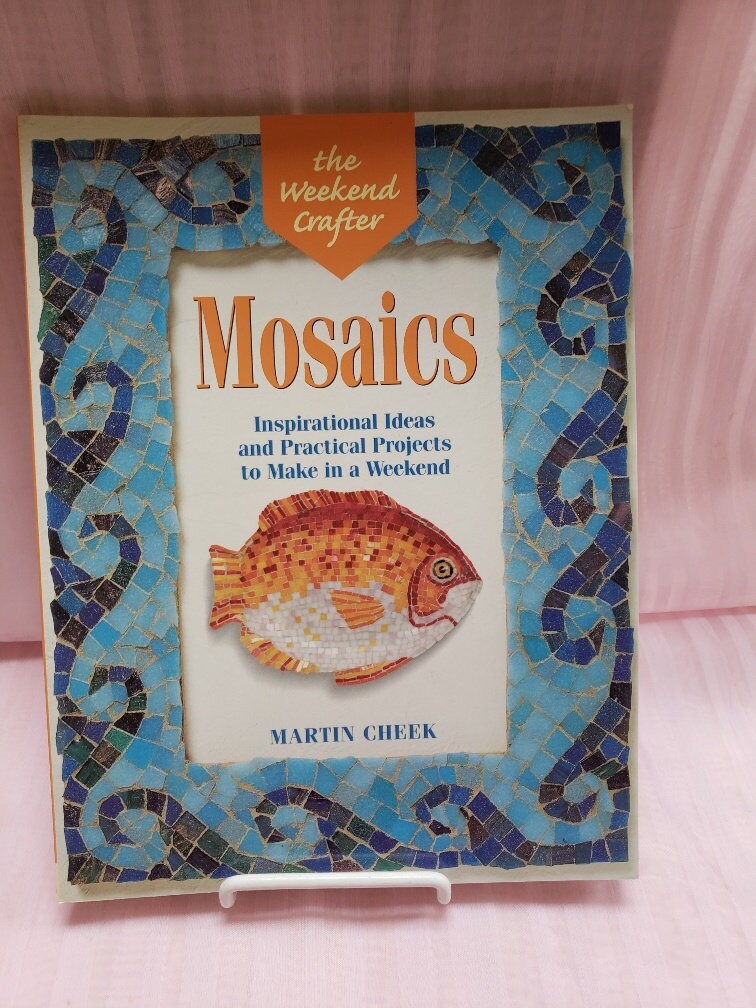 the
Weekend
Crafter
Mosaics
Inspirational Ideas
and Practical Projects
to Make in a Weekend
MARTIN CHEEK